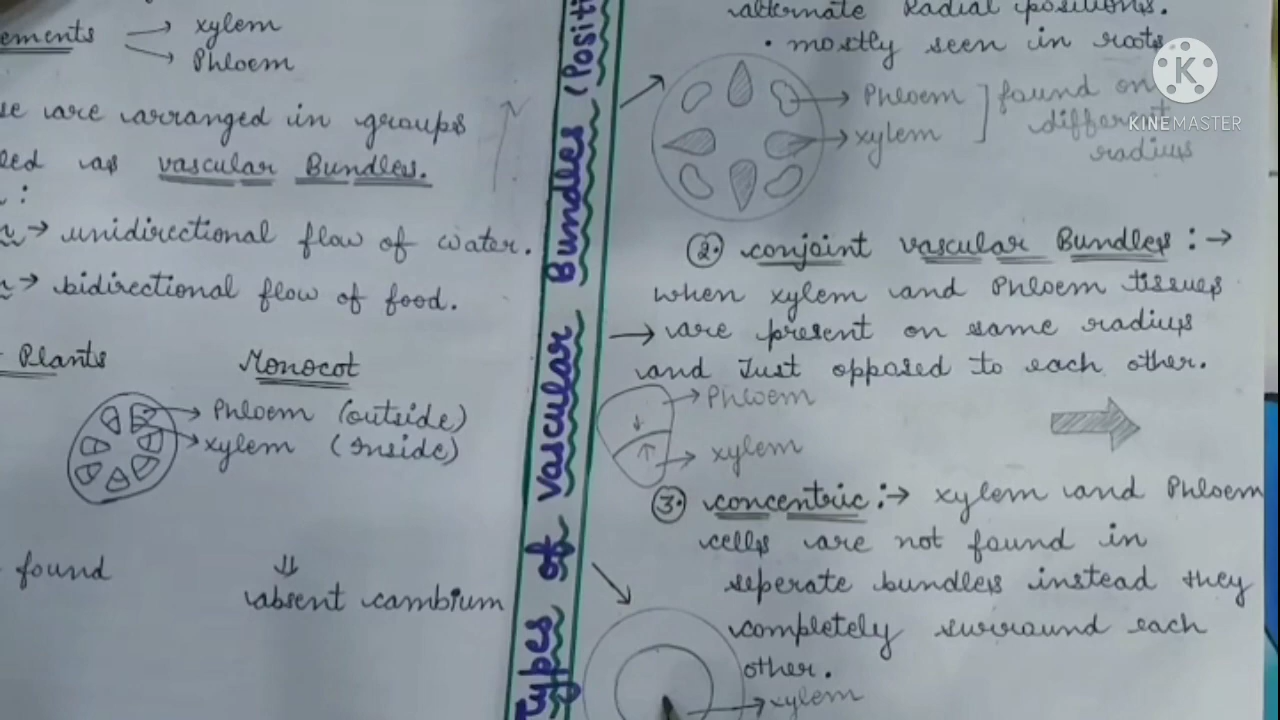 ements
xylem
Phloem
se are arranged in groups
led as vascular Bundles.
→ unidirectional flow of water.
→ bidirectional flow of food.
Plants
Monocot
Phloem (outside)
xylem (Inside)
found
absent cambium
Types of Vascular Bundles (Positi
alternate Radial positions.
• mostly seen in roots
Phloem
xylem
found on
different
radius
2. conjoint vascular Bundles :→
when xylem and Phloem tissues
→ are present on same radius
and Just opposed to each other.
Phloem
xylem
3. concentric :→ xylem and Phloem
cells are not found in
seperate bundles instead they
completely surround each
other.
xylem
K
KINEMASTER